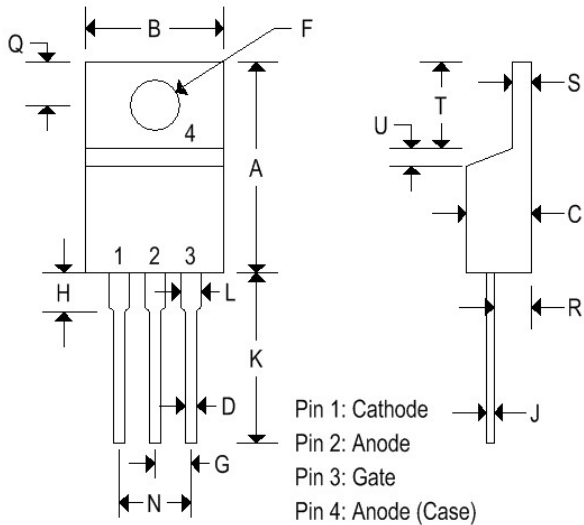 B
F
Q
S
T
4
U
A
C
1 2 3
H
L
R
K
D
J
G
N
Pin 1: Cathode
Pin 2: Anode
Pin 3: Gate
Pin 4: Anode (Case)